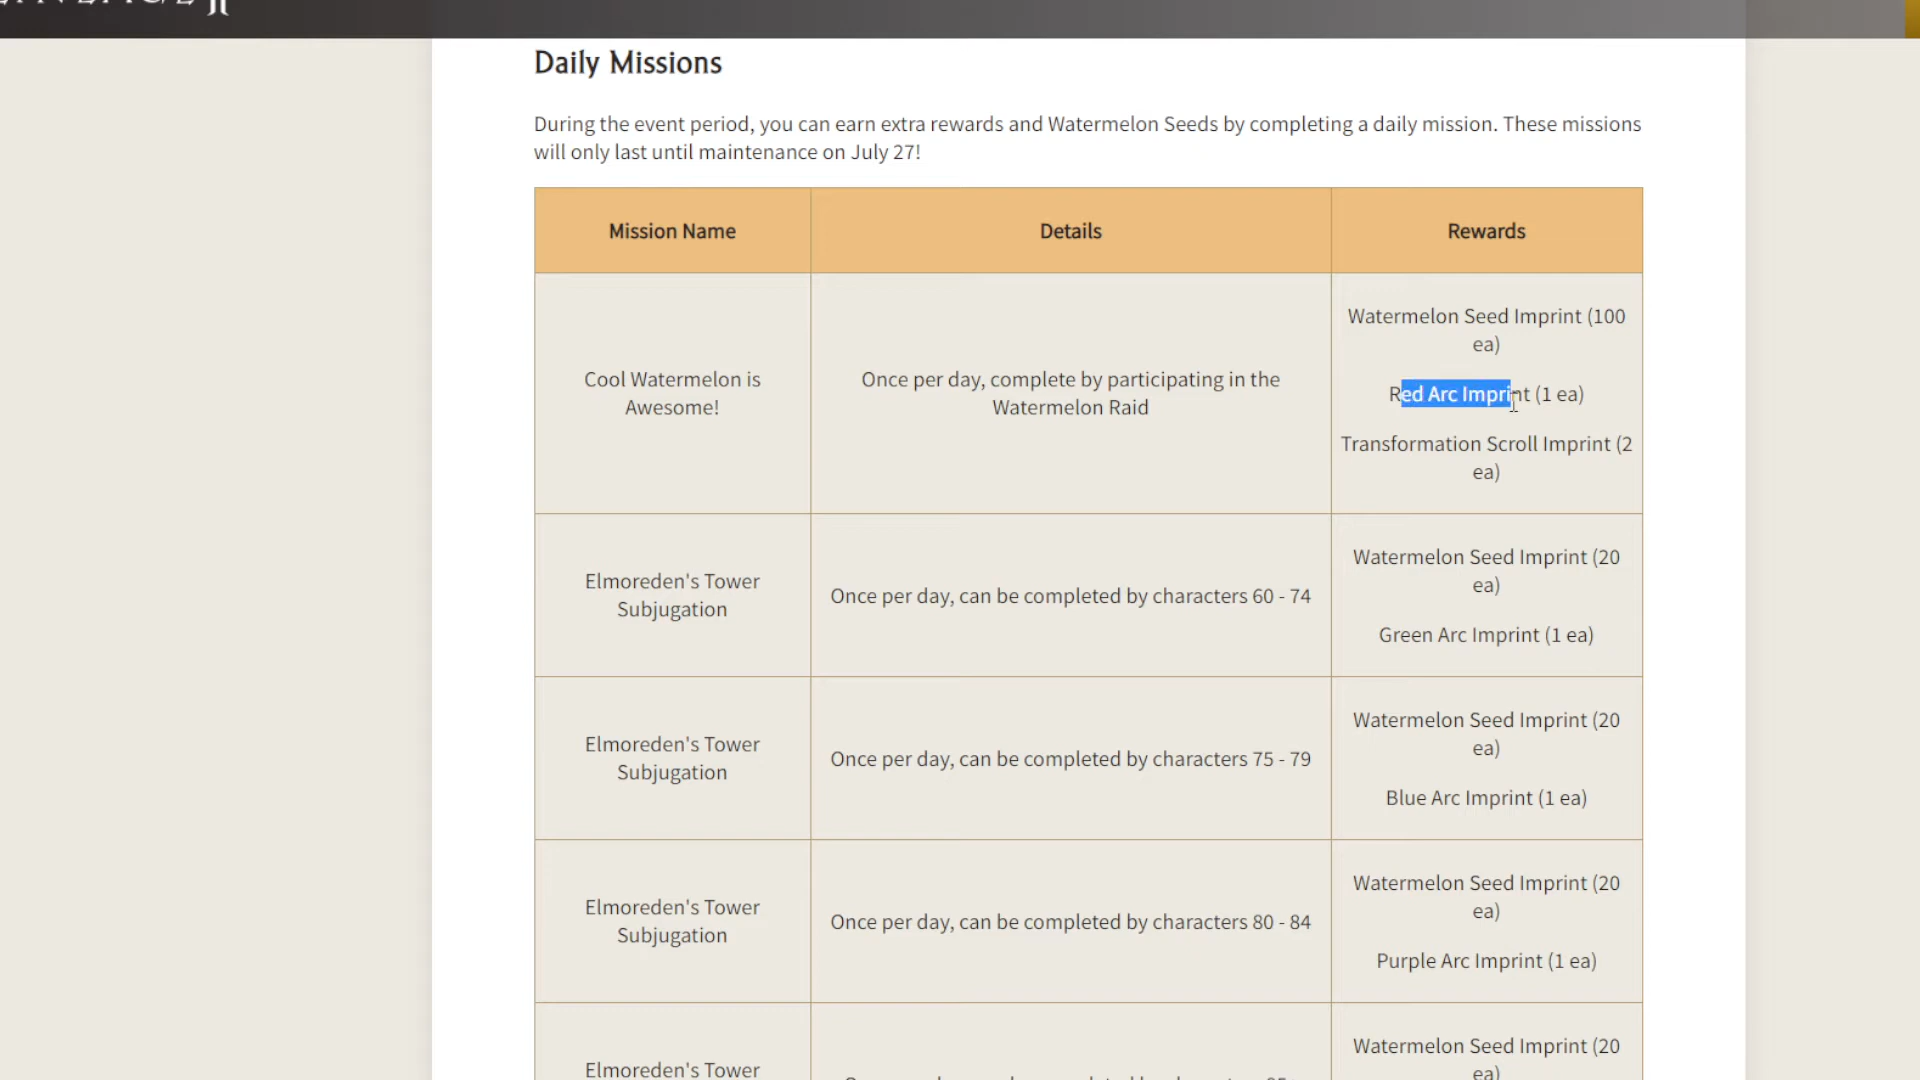 Daily Missions
During the event period, you can earn extra rewards and Watermelon Seeds by completing a daily mission. These missions
will only last until maintenance on July 27!
Mission Name
Details
Rewards
Cool Watermelon is
Awesome!
Once per day, complete by participating in the
Watermelon Raid
Watermelon Seed Imprint (100
ea)
Red Arc Imprint (1 ea)
Transformation Scroll Imprint (2
ea)
Elmoreden's Tower
Subjugation
Once per day, can be completed by characters 60 - 74
Watermelon Seed Imprint (20
ea)
Green Arc Imprint (1 ea)
Elmoreden's Tower
Subjugation
Once per day, can be completed by characters 75 - 79
Watermelon Seed Imprint (20
ea)
Blue Arc Imprint (1 ea)
Elmoreden's Tower
Subjugation
Once per day, can be completed by characters 80 - 84
Watermelon Seed Imprint (20
ea)
Purple Arc Imprint (1 ea)
Elmoreden's Tower
Watermelon Seed Imprint (20
ea)